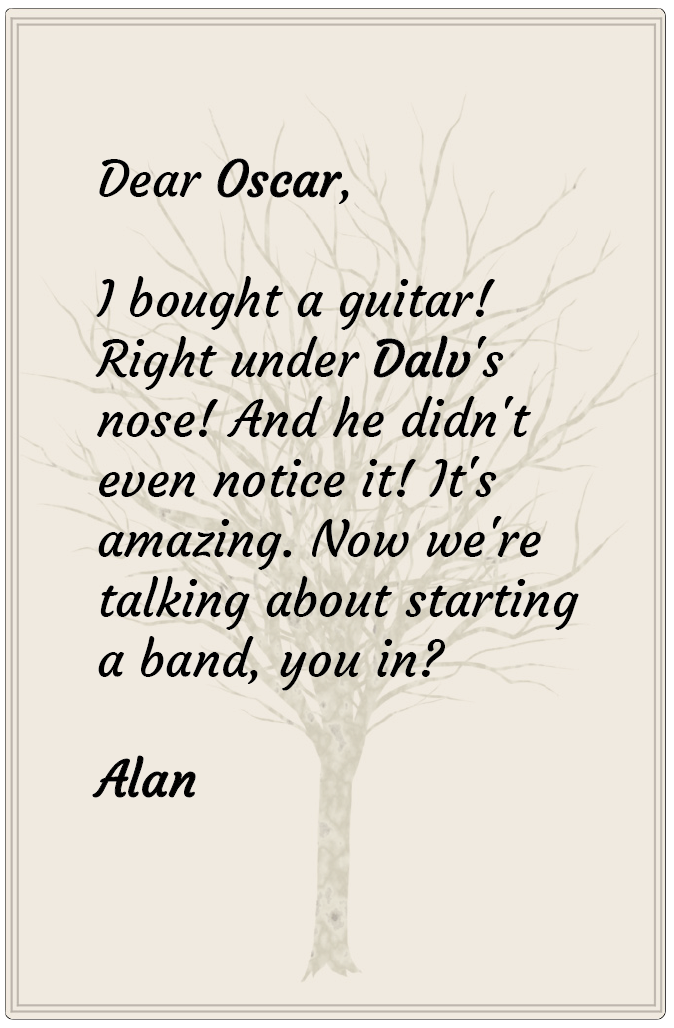 Dear Oscar,
I bought a guitar!
Right under Dalv's
nose! And he didn't
even notice it! It's
amazing. Now we're
talking about starting
a band, you in?
Alan